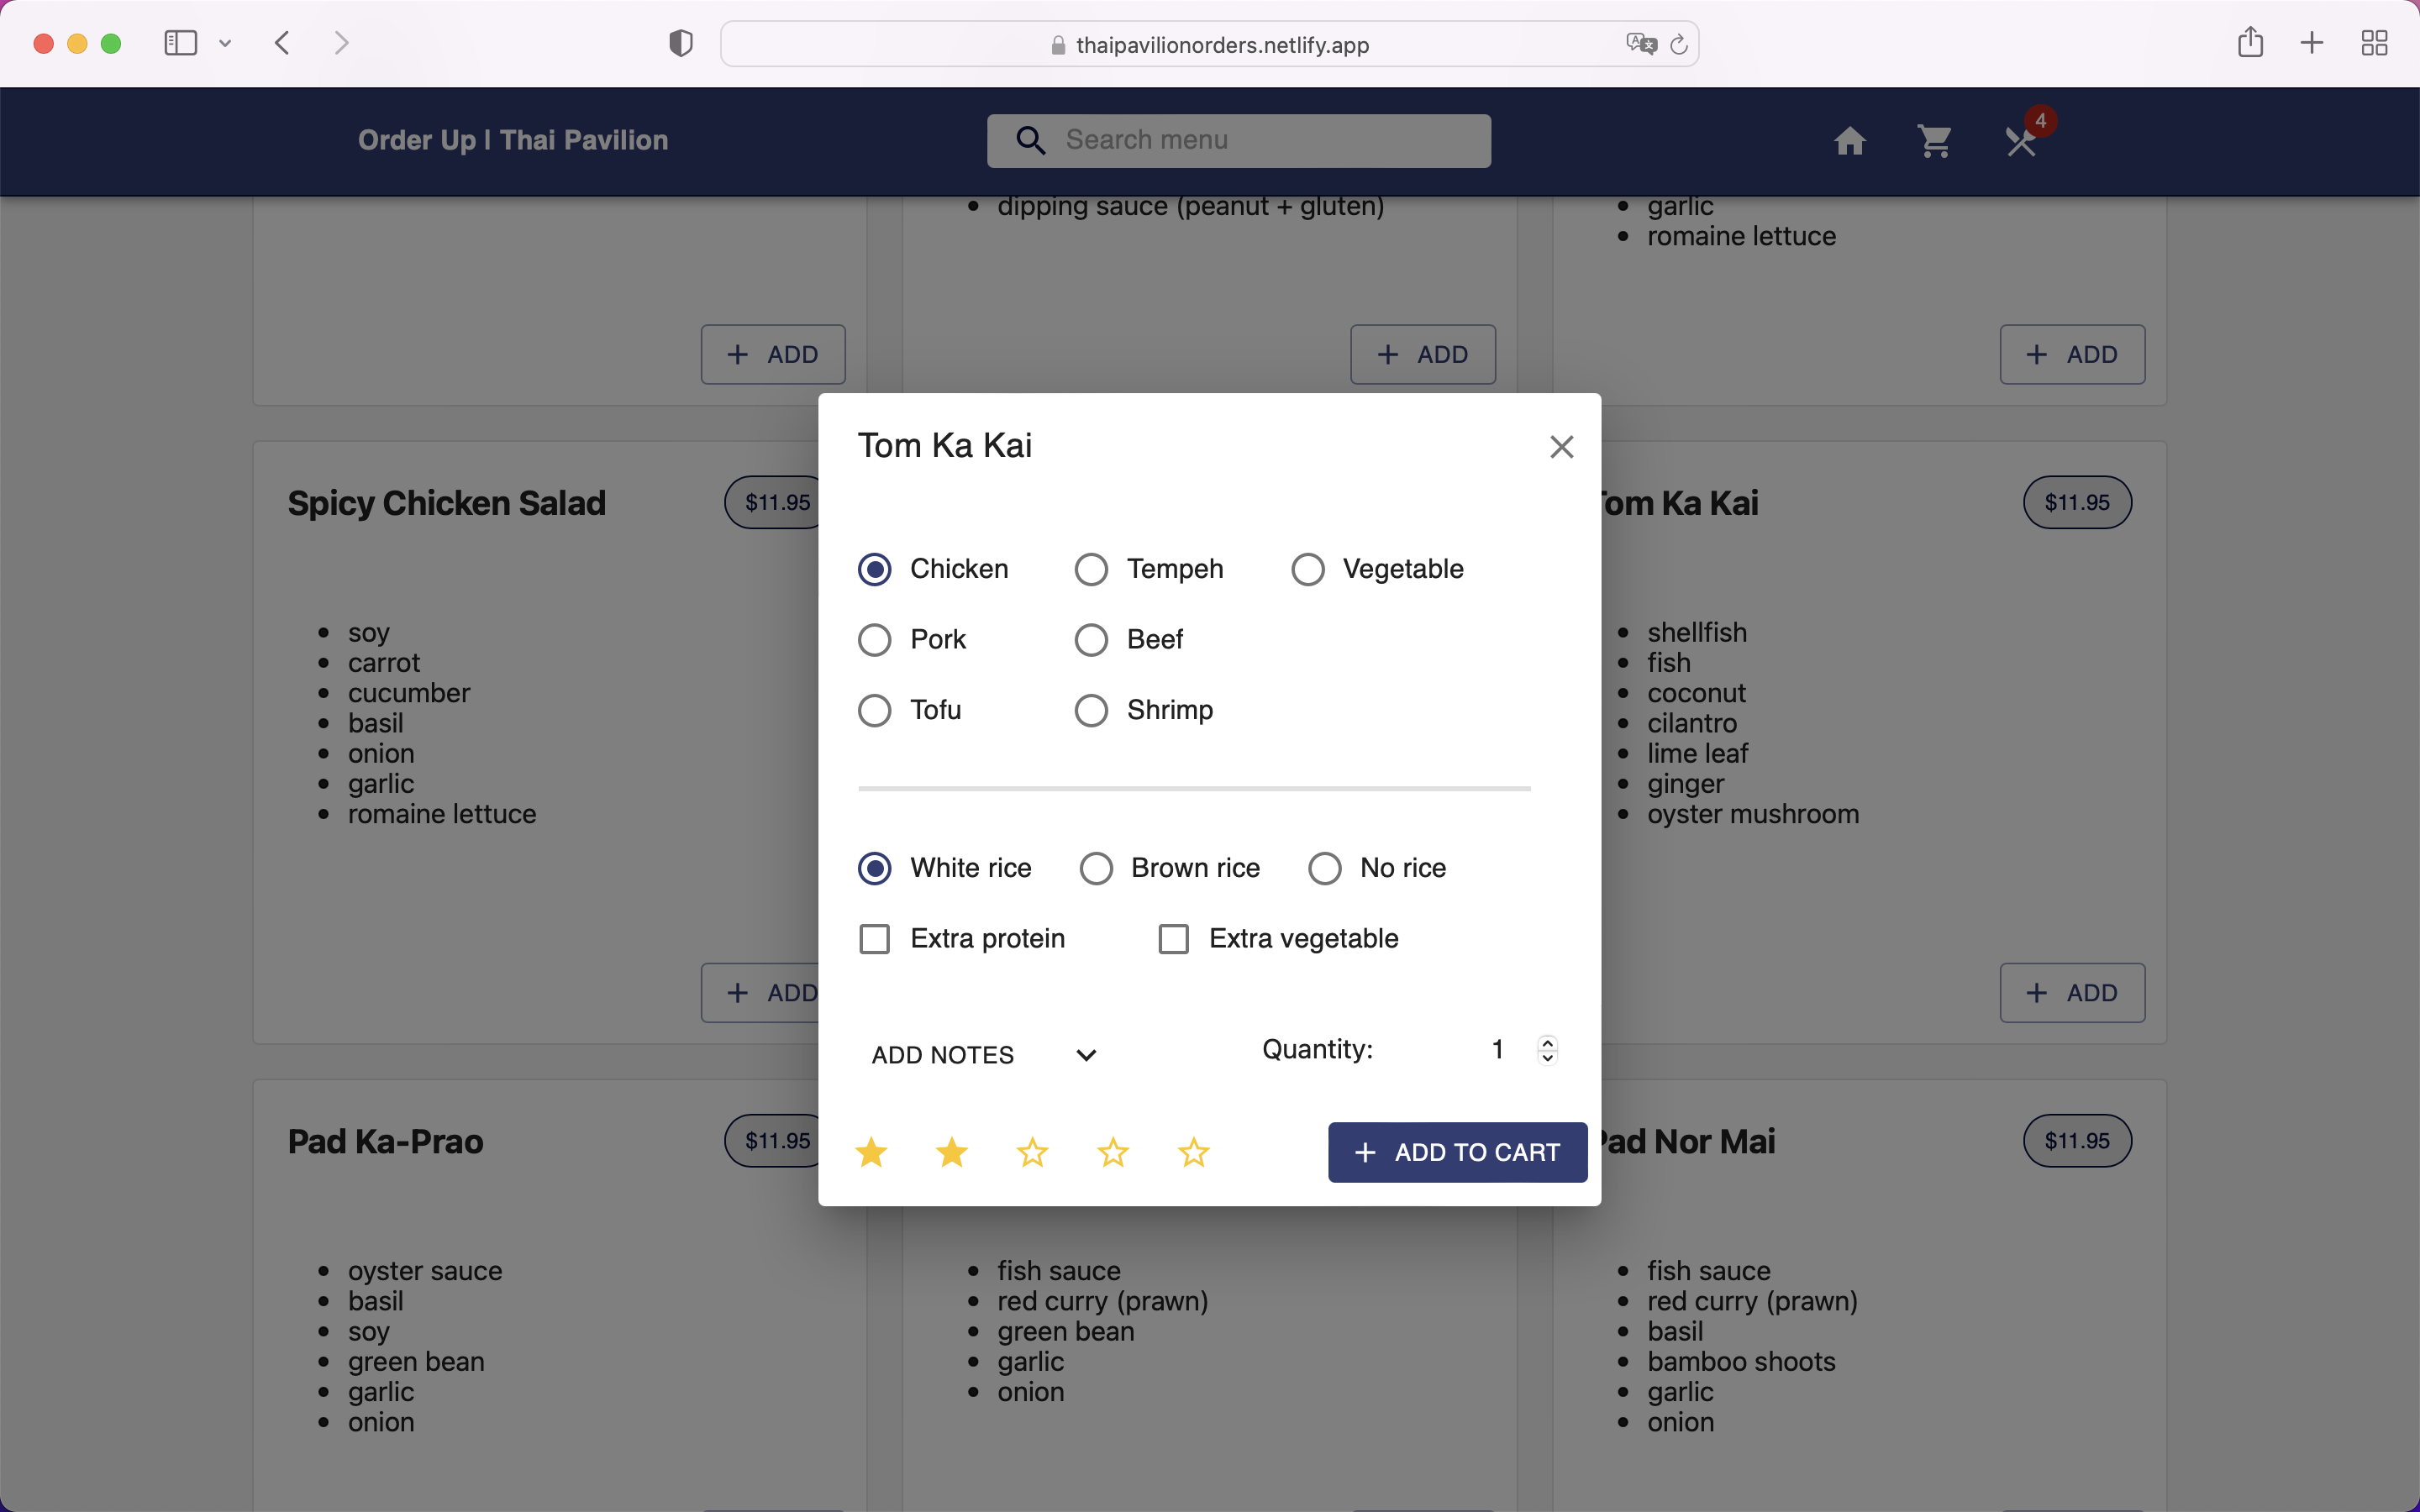 thaipavilionorders.netlify.app
Order Up | Thai Pavilion
Search menu
4
dipping sauce (peanut + gluten)
garlic
romaine lettuce
+ ADD
+ ADD
+ ADD
Spicy Chicken Salad
$11.95
soy
carrot
cucumber
basil
onion
garlic
romaine lettuce
+ ADD
Tom Ka Kai
Chicken
Tempeh
Vegetable
Pork
Beef
Tofu
Shrimp
White rice
Brown rice
No rice
Extra protein
Extra vegetable
ADD NOTES
Quantity:
1
+ ADD TO CART
Tom Ka Kai
$11.95
shellfish
fish
coconut
cilantro
lime leaf
ginger
oyster mushroom
+ ADD
Pad Ka-Prao
$11.95
oyster sauce
basil
soy
green bean
garlic
onion
fish sauce
red curry (prawn)
green bean
garlic
onion
Pad Nor Mai
$11.95
fish sauce
red curry (prawn)
basil
bamboo shoots
garlic
onion